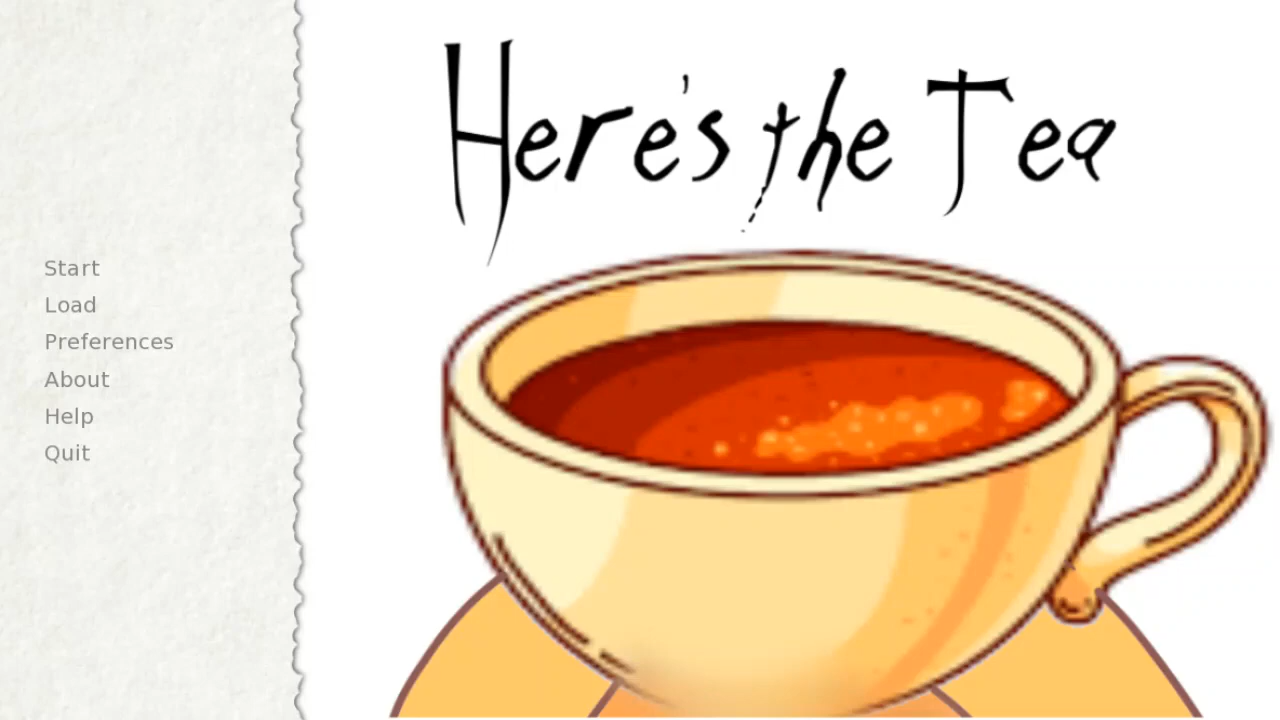 Here's the Tea
Start
Load
Preferences
About
Help
Quit